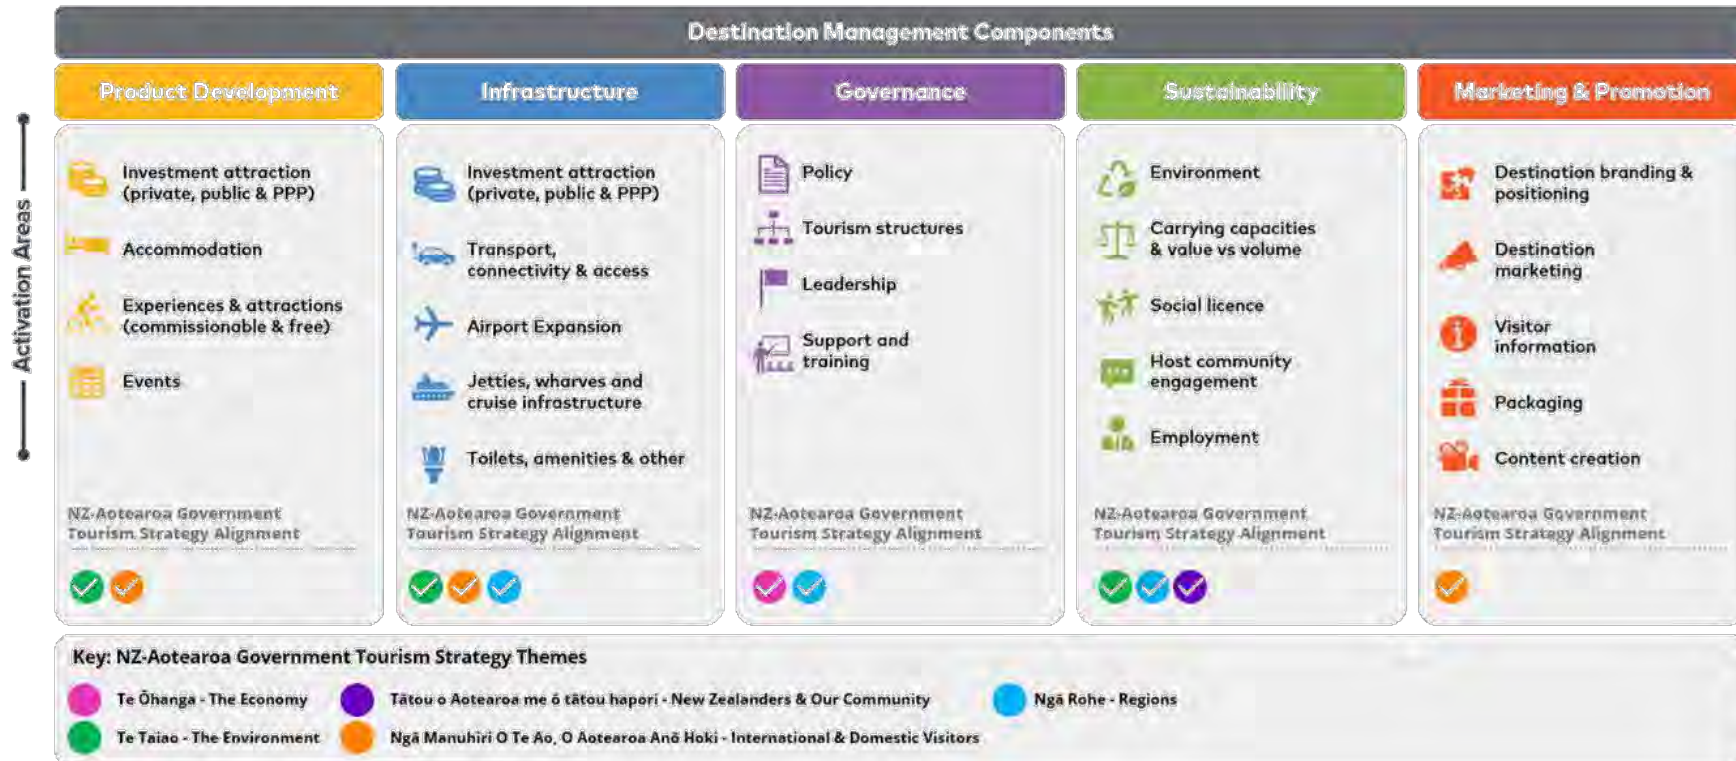 Destination Management Components
Product Development
Infrastructure
Governance
Sustainability
Marketing & Promotion
Activation Areas
Investment attraction
(private, public & PPP)
Accommodation
Experiences & attractions
(commissionable & free)
Events
NZ-Aotearoa Government
Tourism Strategy Alignment
Investment attraction
(private, public & PPP)
Transport,
connectivity & access
Airport Expansion
Jetties, wharves and
cruise infrastructure
Toilets, amenities & other
NZ-Aotearoa Government
Tourism Strategy Alignment
Policy
Tourism structures
Leadership
Support and
training
NZ-Aotearoa Government
Tourism Strategy Alignment
Environment
Carrying capacities
& value vs volume
Social licence
Host community
engagement
Employment
NZ-Aotearoa Government
Tourism Strategy Alignment
Destination branding &
positioning
Destination
marketing
Visitor
information
Packaging
Content creation
NZ-Aotearoa Government
Tourism Strategy Alignment
Key: NZ-Aotearoa Government Tourism Strategy Themes
Te Ōhanga - The Economy
Tātou o Aotearoa me ō tātou hapori - New Zealanders & Our Community
Ngā Rohe - Regions
Te Taiao - The Environment
Ngā Manuhiri O Te Ao, O Aotearoa Anō Hoki - International & Domestic Visitors